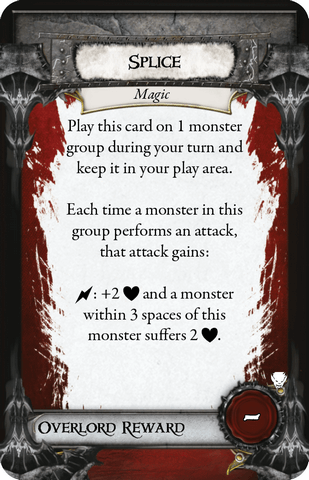 Splice
Magic
Play this card on 1 monster
group during your turn and
keep it in your play area.
Each time a monster in this
group performs an attack,
that attack gains:
: +2 ♥ and a monster
within 3 spaces of this
monster suffers 2 ♥.
-
Overlord Reward